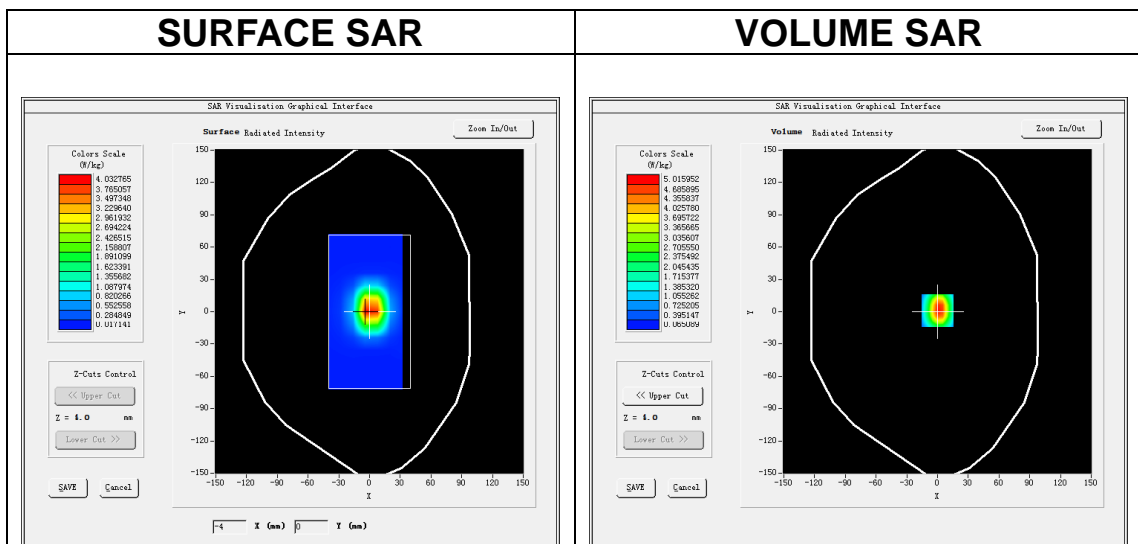 SURFACE SAR
VOLUME SAR
SAR Visualisation Graphical Interface
Surface Radiated Intensity
Zoom In/Out
Colors Scale
(W/kg)
4.032765
3.765057
3.497348
3.229640
2.961932
2.694224
2.426515
2.158807
1.891099
1.623391
1.355682
1.087974
0.820266
0.552558
0.284849
0.017141
150
120
90
60
30
0
-30
-60
-90
-120
-150
Y
-150 -120 -90 -60 -30 0 30 60 90 120 150
X
Z-Cuts Control
<< Upper Cut
Z = 4.0 mm
Lower Cut >>
SAVE Cancel
-4 X (mm) 0 Y (mm)
SAR Visualisation Graphical Interface
Volume Radiated Intensity
Zoom In/Out
Colors Scale
(W/kg)
5.015952
4.685895
4.355837
4.025780
3.695722
3.365665
3.035607
2.705550
2.375492
2.045435
1.715377
1.385320
1.055262
0.725205
0.395147
0.065089
150
120
90
60
30
0
-30
-60
-90
-120
-150
Y
-150 -120 -90 -60 -30 0 30 60 90 120 150
X
Z-Cuts Control
<< Upper Cut
Z = 4.0 mm
Lower Cut >>
SAVE Cancel